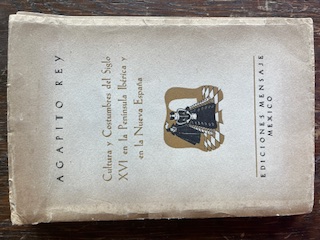 AGAPITO REY
Cultura y Costumbres del Siglo
XVI en la Península Ibérica y
en la Nueva España
EDICIONES MENSAJE
MEXICO